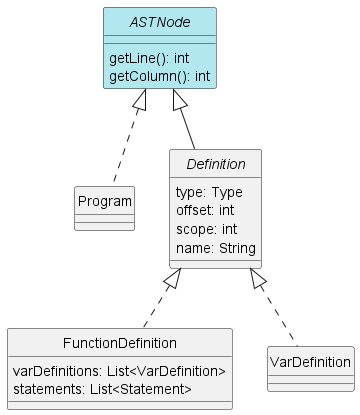 ASTNode
getLine(): int
getColumn(): int
Program
Definition
type: Type
offset: int
scope: int
name: String
FunctionDefinition
varDefinitions: List<VarDefinition>
statements: List<Statement>
VarDefinition